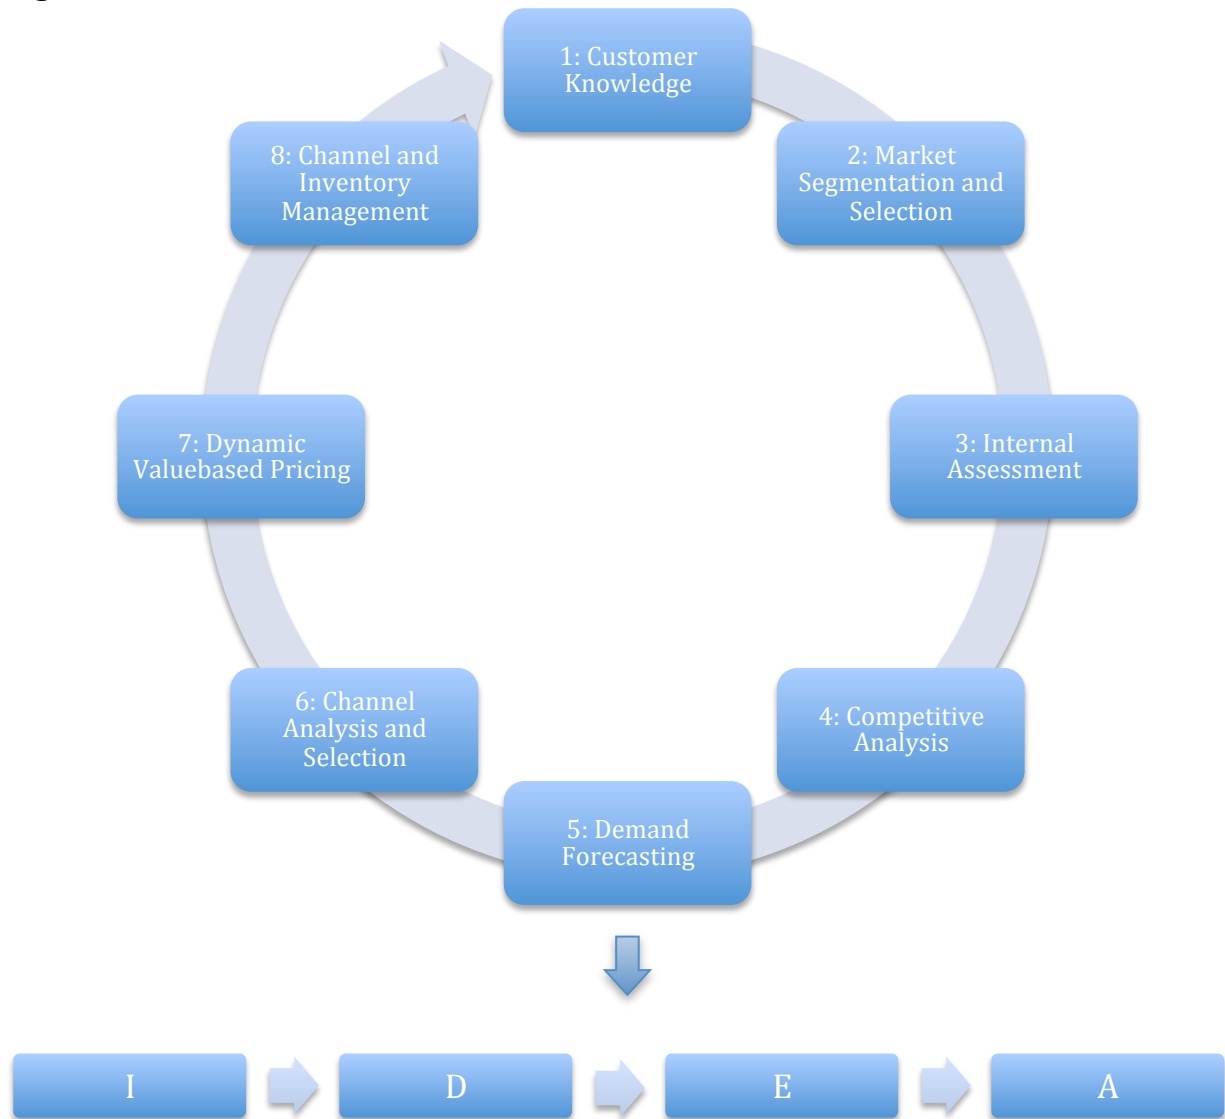 1: Customer
Knowledge
2: Market
Segmentation and
Selection
3: Internal
Assessment
4: Competitive
Analysis
5: Demand
Forecasting
6: Channel
Analysis and
Selection
7: Dynamic
Valuebased Pricing
8: Channel and
Inventory
Management
I
D
E
A